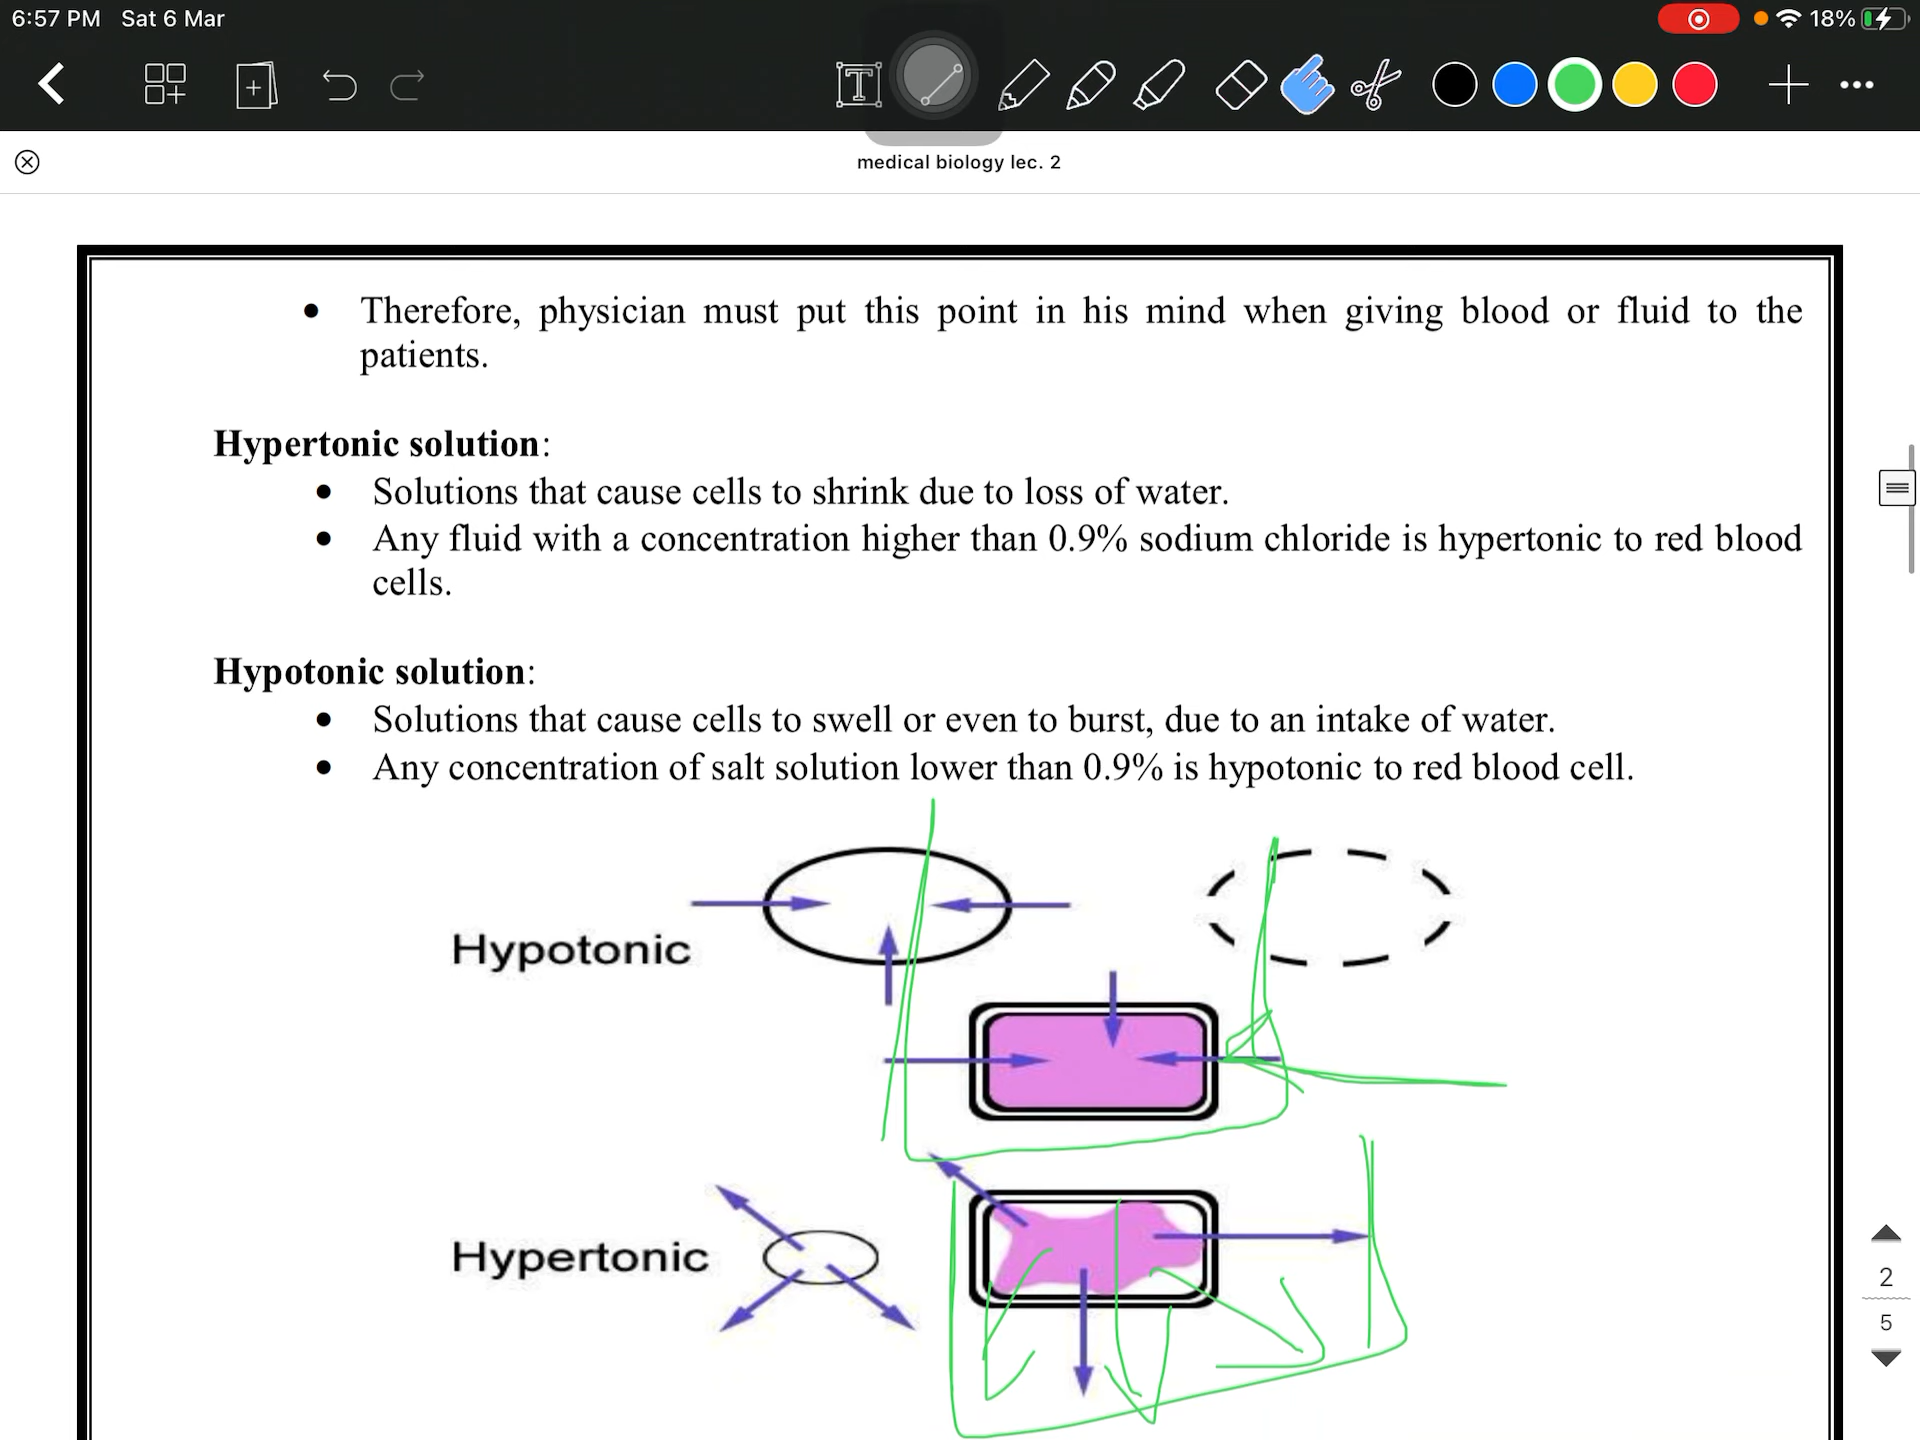 6:57 PM Sat 6 Mar
18%
T
medical biology lec. 2
• Therefore, physician must put this point in his mind when giving blood or fluid to the
patients.
Hypertonic solution:
• Solutions that cause cells to shrink due to loss of water.
• Any fluid with a concentration higher than 0.9% sodium chloride is hypertonic to red blood
cells.
Hypotonic solution:
• Solutions that cause cells to swell or even to burst, due to an intake of water.
• Any concentration of salt solution lower than 0.9% is hypotonic to red blood cell.
Hypotonic
Hypertonic
2
5